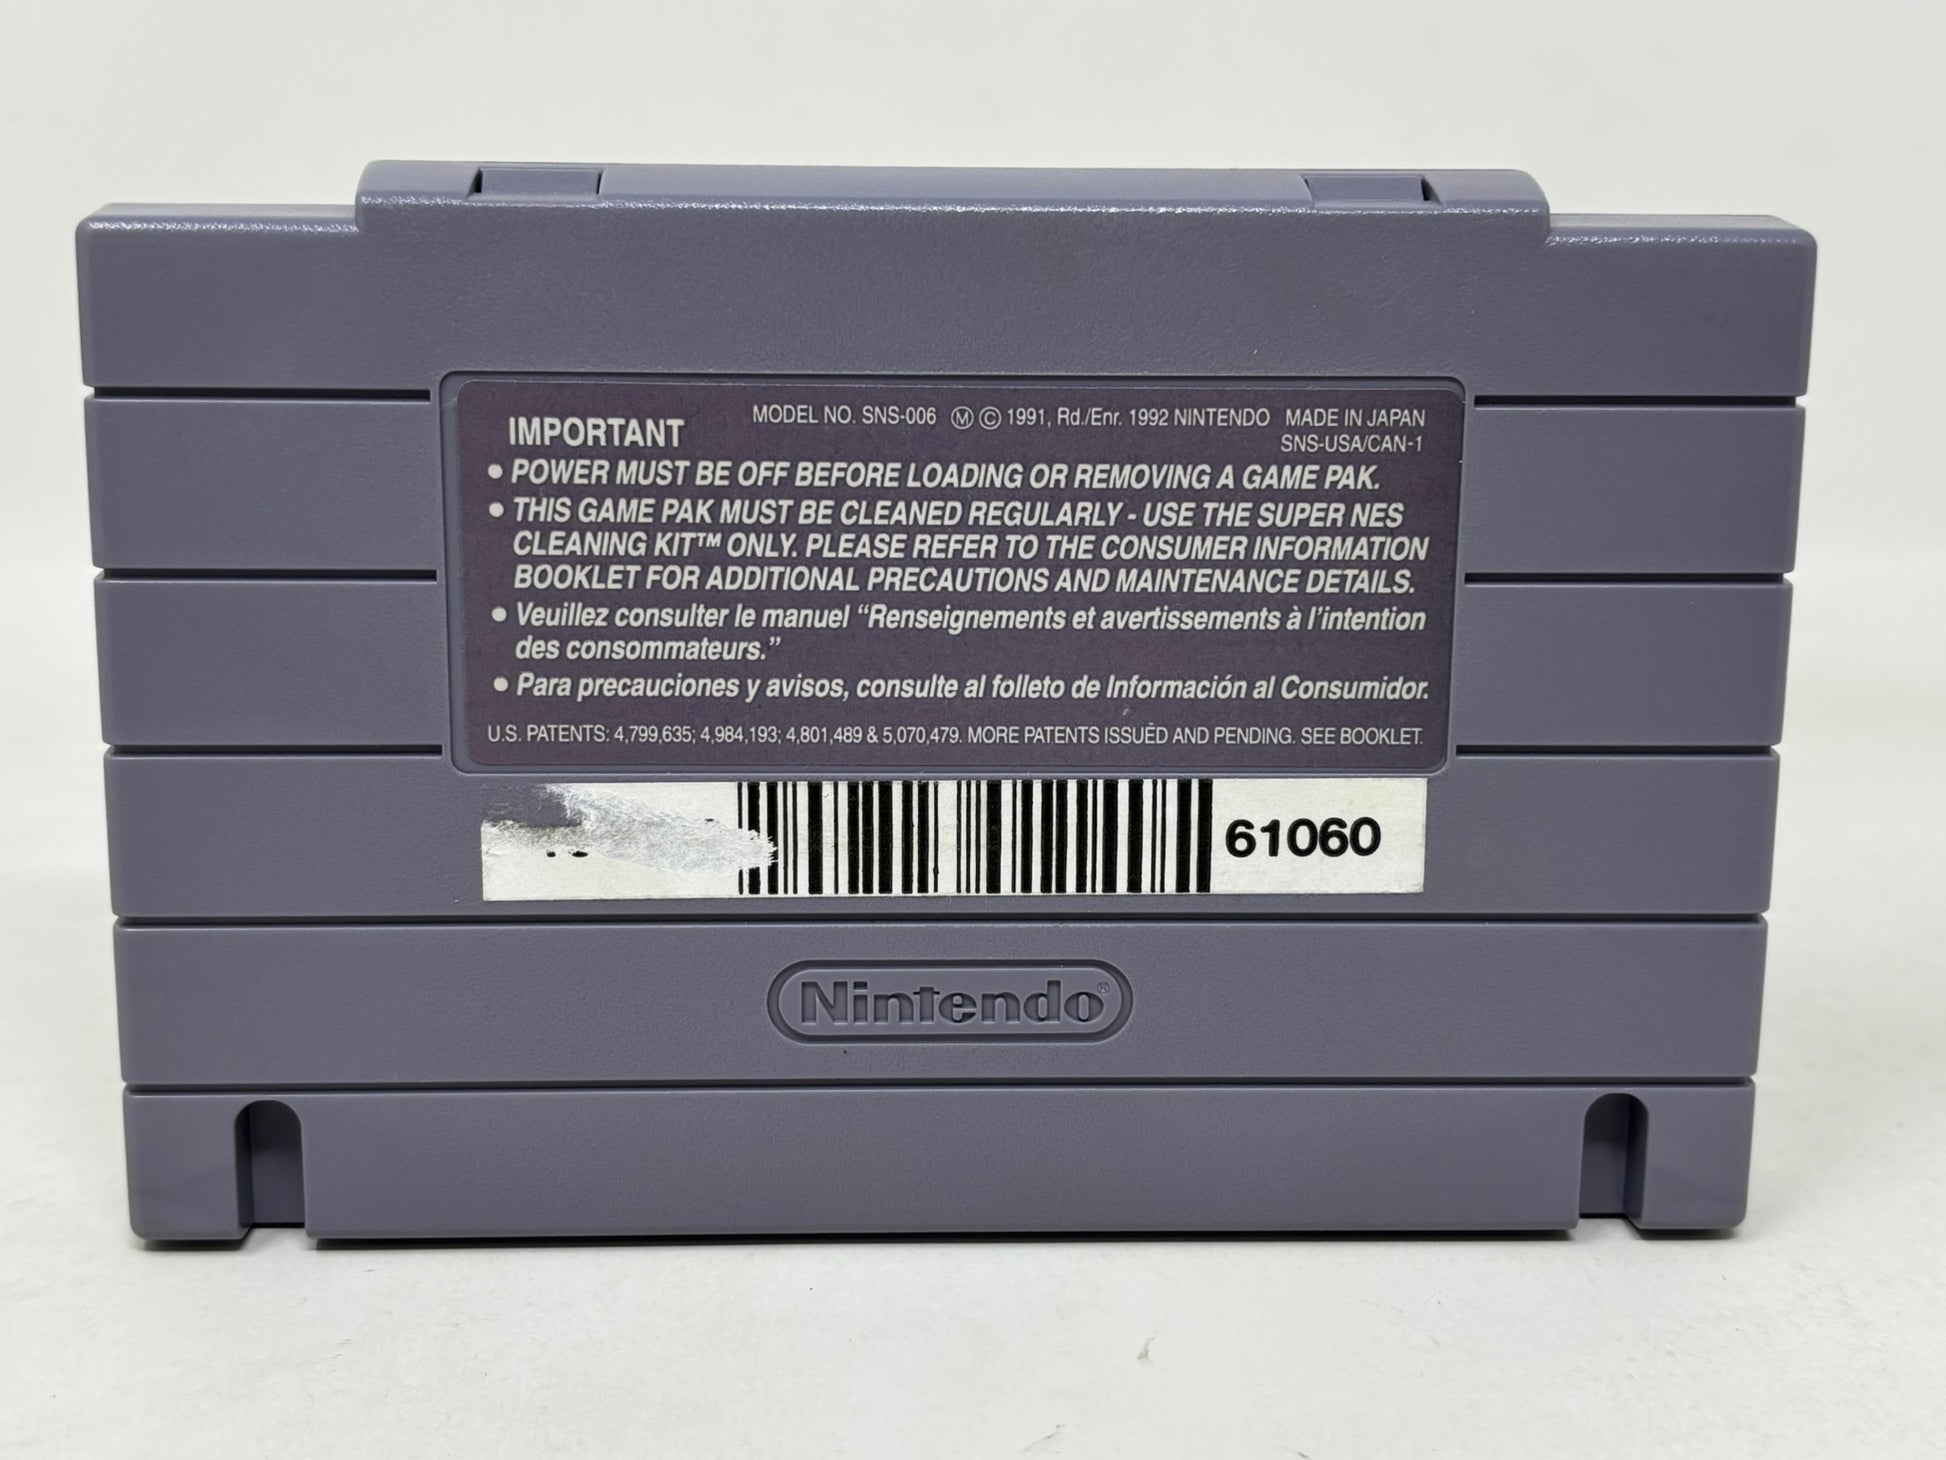 IMPORTANT
MODEL NO. SNS-006 Ⓜ © 1991, Rd./Enr. 1992 NINTENDO MADE IN JAPAN
SNS-USA/CAN-1
• POWER MUST BE OFF BEFORE LOADING OR REMOVING A GAME PAK.
• THIS GAME PAK MUST BE CLEANED REGULARLY - USE THE SUPER NES
CLEANING KIT™ ONLY. PLEASE REFER TO THE CONSUMER INFORMATION
BOOKLET FOR ADDITIONAL PRECAUTIONS AND MAINTENANCE DETAILS.
• Veuillez consulter le manuel “Renseignements et avertissements à l’intention
des consommateurs.”
• Para precauciones y avisos, consulte al folleto de Información al Consumidor.
U.S. PATENTS: 4,799,635; 4,984,193; 4,801,489 & 5,070,479. MORE PATENTS ISSUED AND PENDING. SEE BOOKLET.
61060
Nintendo®